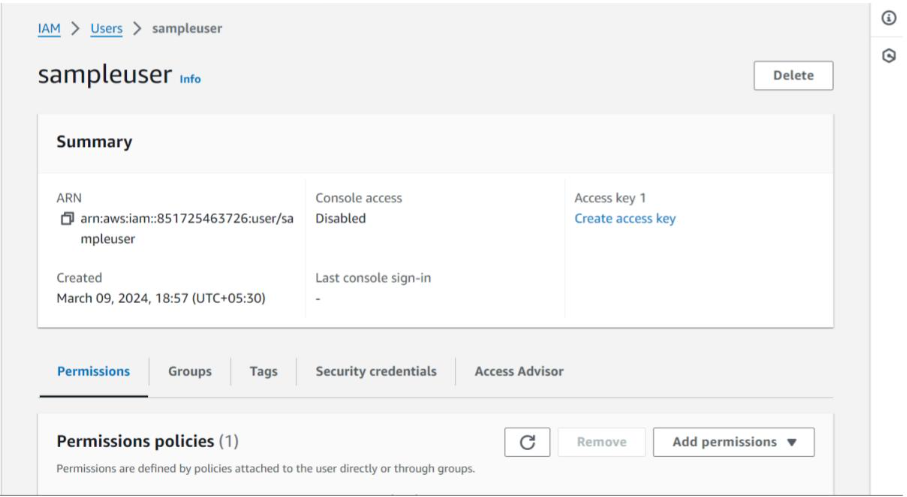 IAM > Users > sampleuser
sampleuser Info
Delete
Summary
ARN
arn:aws:iam::851725463726:user/sa
mpleuser
Created
March 09, 2024, 18:57 (UTC+05:30)
Console access
Disabled
Last console sign-in
-
Access key 1
Create access key
Permissions Groups Tags Security credentials Access Advisor
Permissions policies (1)
Remove Add permissions ▼
Permissions are defined by policies attached to the user directly or through groups.